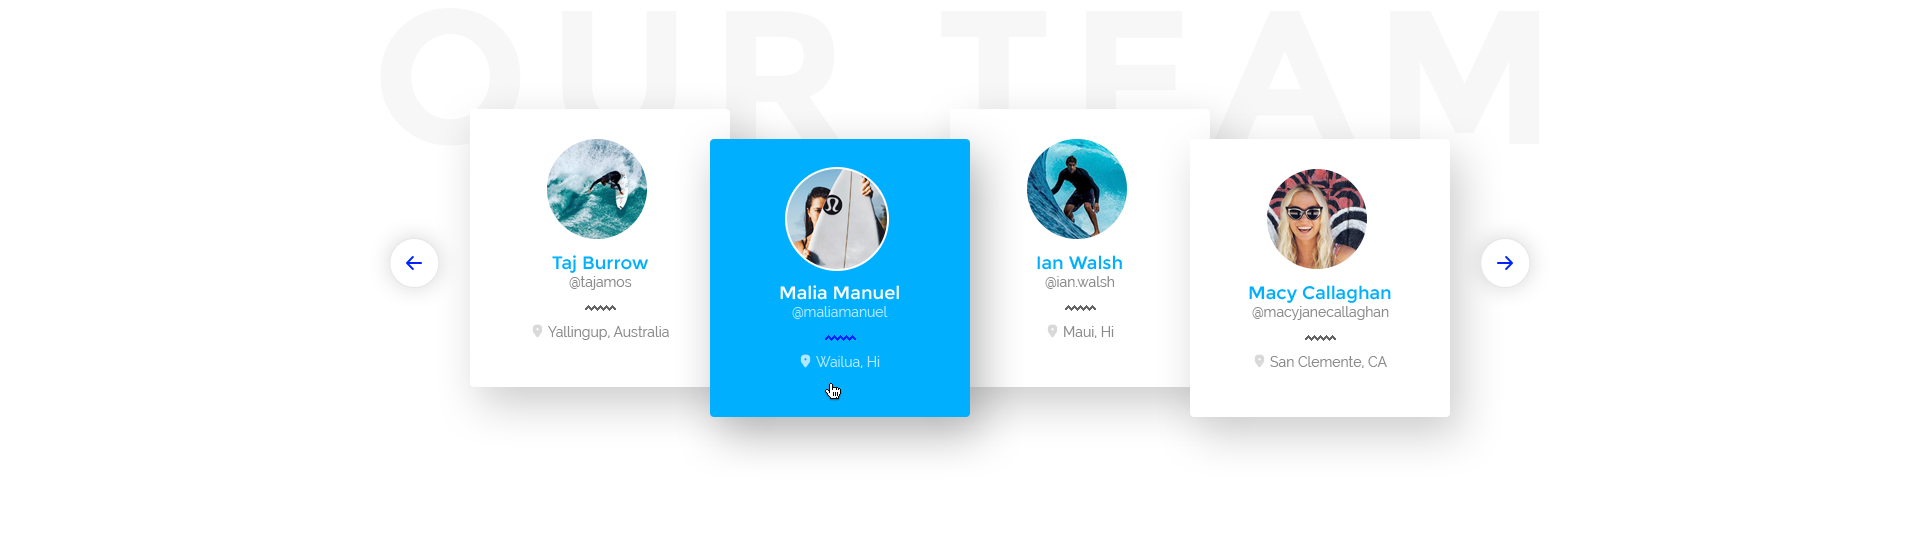 OUR TEAM
Taj Burrow
@tajamos
Yallingup, Australia
Malia Manuel
@maliamanuel
Wailua, Hi
Ian Walsh
@ian.walsh
Maui, Hi
Macy Callaghan
@macyjanecallaghan
San Clemente, CA